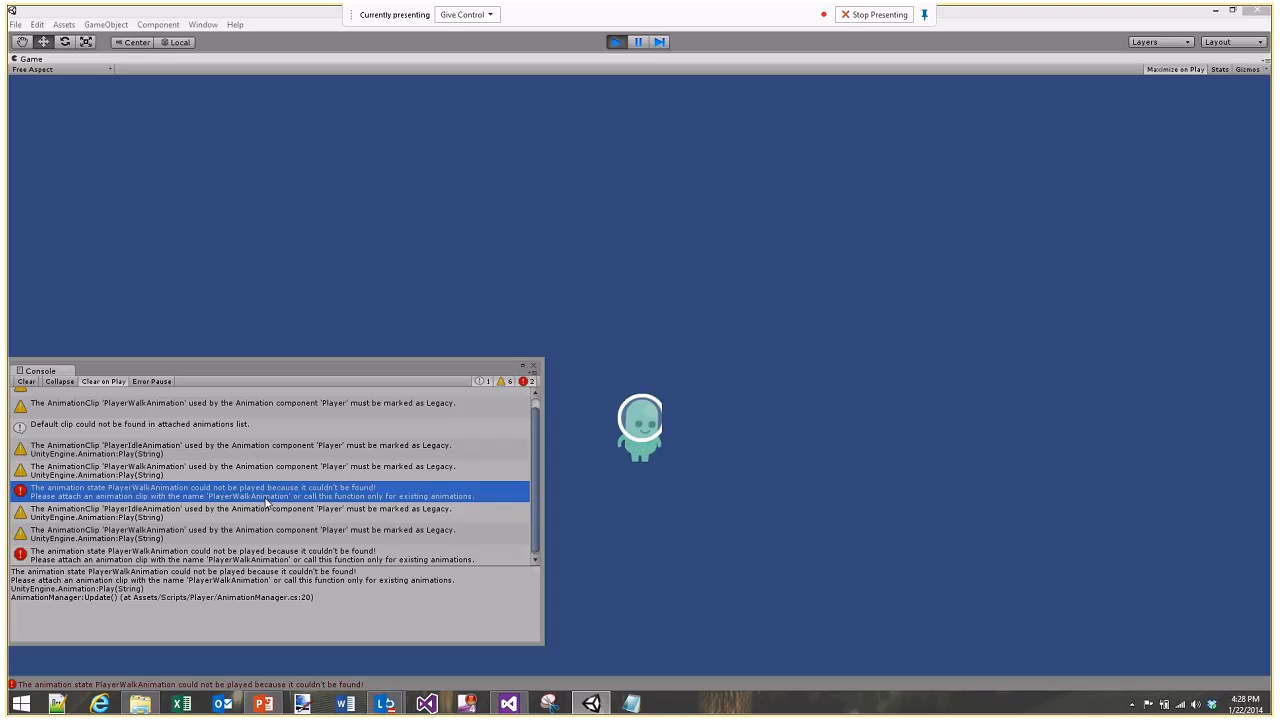 Currently presenting Give Control Stop Presenting
File Edit Assets GameObject Component Window Help
Center Local Layers Layout
Game
Free Aspect Maximize on Play Stats Gizmos
Console
Clear Collapse Clear on Play Error Pause 1 6 2
The AnimationClip 'PlayerWalkAnimation' used by the Animation component 'Player' must be marked as Legacy.
Default clip could not be found in attached animations list.
The AnimationClip 'PlayerIdleAnimation' used by the Animation component 'Player' must be marked as Legacy.
UnityEngine.Animation:Play(String)
The AnimationClip 'PlayerWalkAnimation' used by the Animation component 'Player' must be marked as Legacy.
UnityEngine.Animation:Play(String)
The animation state PlayerWalkAnimation could not be played because it couldn't be found!
Please attach an animation clip with the name 'PlayerWalkAnimation' or call this function only for existing animations.
The AnimationClip 'PlayerIdleAnimation' used by the Animation component 'Player' must be marked as Legacy.
UnityEngine.Animation:Play(String)
The AnimationClip 'PlayerWalkAnimation' used by the Animation component 'Player' must be marked as Legacy.
UnityEngine.Animation:Play(String)
The animation state PlayerWalkAnimation could not be played because it couldn't be found!
Please attach an animation clip with the name 'PlayerWalkAnimation' or call this function only for existing animations.
The animation state PlayerWalkAnimation could not be played because it couldn't be found!
Please attach an animation clip with the name 'PlayerWalkAnimation' or call this function only for existing animations.
UnityEngine.Animation:Play(String)
AnimationManager:Update() (at Assets/Scripts/Player/AnimationManager.cs:20)
The animation state PlayerWalkAnimation could not be played because it couldn't be found!
4:28 PM
1/22/2014